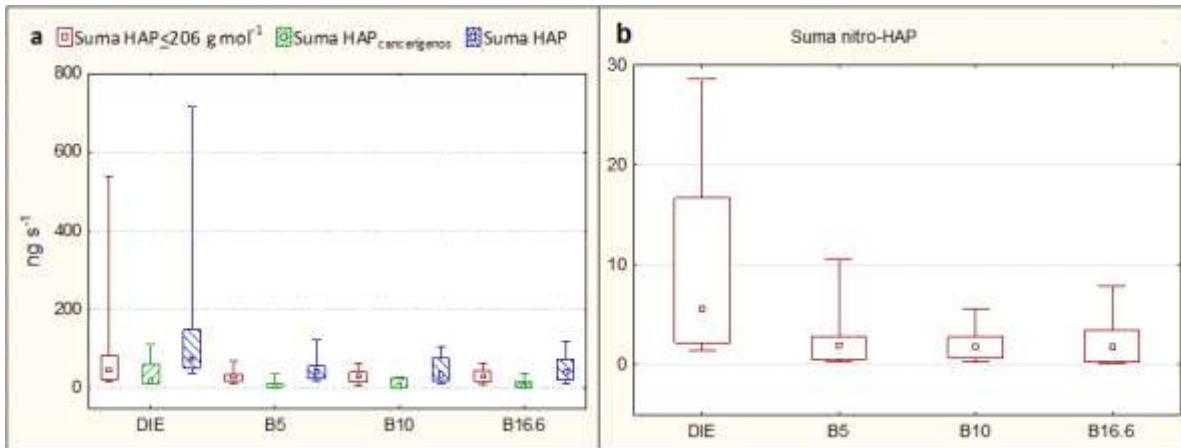 a Suma HAP≤206 g mol⁻¹ Suma HAPcancerígenos Suma HAP
800
600
400
200
0
ng s⁻¹
DIE B5 B10 B16.6
b Suma nitro-HAP
30
20
10
0
DIE B5 B10 B16.6